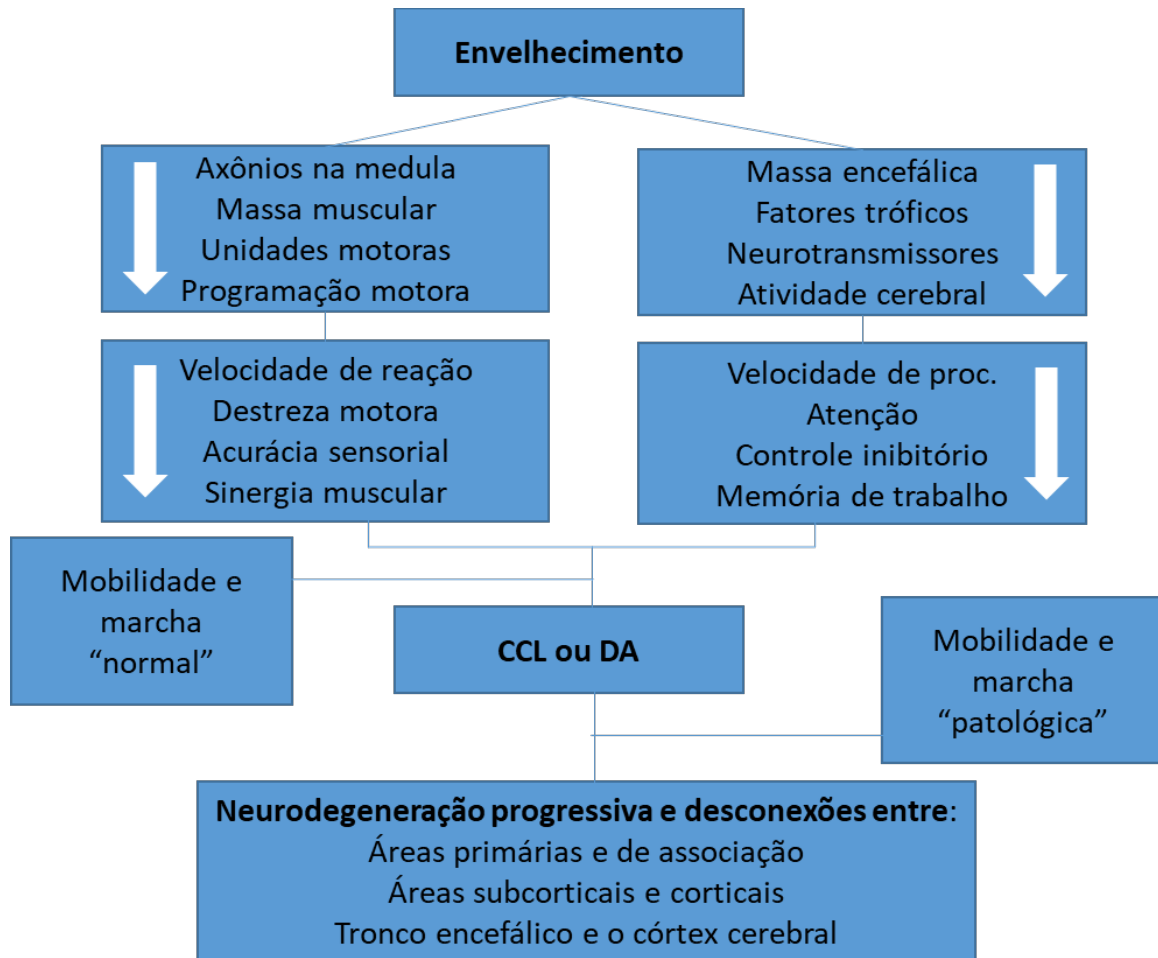 Envelhecimento
Axônios na medula
Massa muscular
Unidades motoras
Programação motora
Massa encefálica
Fatores tróficos
Neurotransmissores
Atividade cerebral
Velocidade de reação
Destreza motora
Acurácia sensorial
Sinergia muscular
Velocidade de proc.
Atenção
Controle inibitório
Memória de trabalho
Mobilidade e
marcha
“normal”
CCL ou DA
Mobilidade e
marcha
“patológica”
Neurodegeneração progressiva e desconexões entre:
Áreas primárias e de associação
Áreas subcorticais e corticais
Tronco encefálico e o córtex cerebral